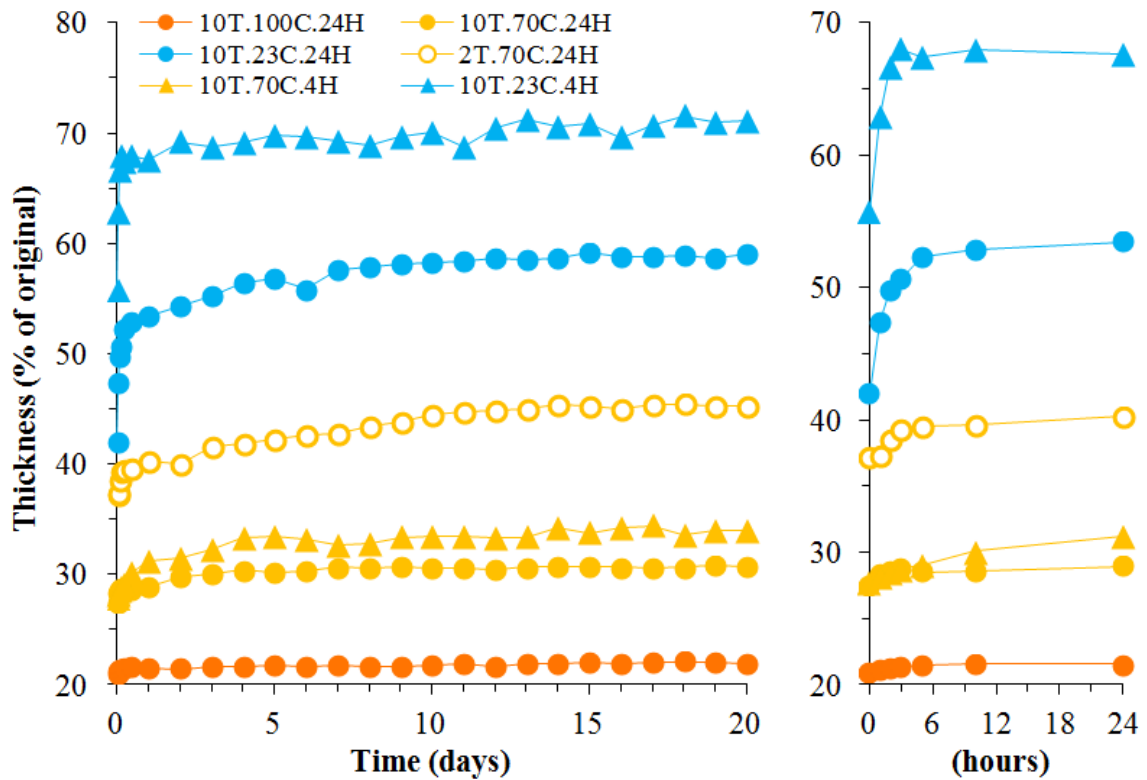 10T.100C.24H 10T.70C.24H
10T.23C.24H 2T.70C.24H
10T.70C.4H 10T.23C.4H
Thickness (% of original)
80
70
60
50
40
30
20
0 5 10 15 20
Time (days)
70
60
50
40
30
20
0 6 12 18 24
(hours)